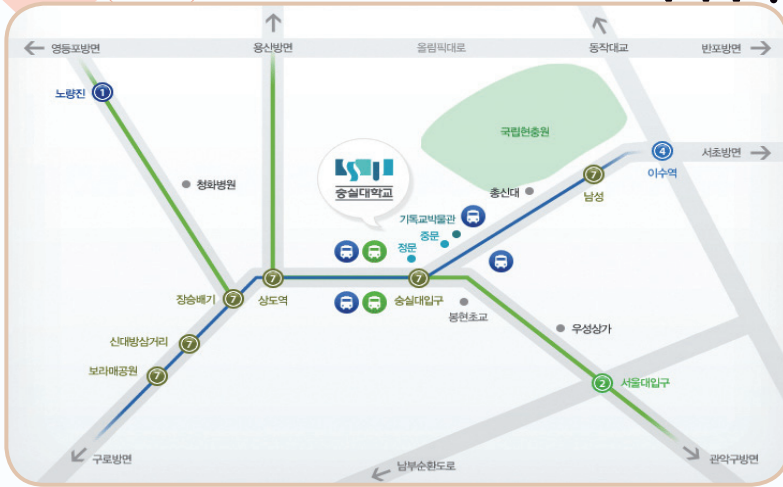 영등포방면
용산방면
올림픽대로
동작대교
반포방면
노량진
1
국립현충원
4
서초방면
이수역
청화병원
숭실대학교
총신대
7
남성
기독교박물관
중문
정문
장승배기
7
7
상도역
7
숭실대입구
봉현초교
신대방삼거리
7
우성상가
보라매공원
7
2
서울대입구
구로방면
남부순환도로
관악구방면